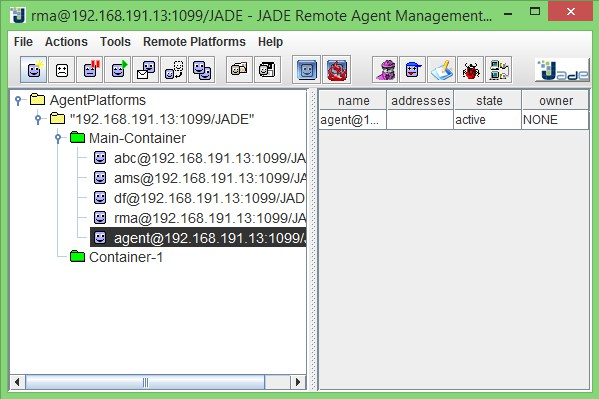 rma@192.168.191.13:1099/JADE - JADE Remote Agent Management...
File Actions Tools Remote Platforms Help
Jade
AgentPlatforms
"192.168.191.13:1099/JADE"
Main-Container
abc@192.168.191.13:1099/JA
ams@192.168.191.13:1099/JA
df@192.168.191.13:1099/JAD
rma@192.168.191.13:1099/JA
agent@192.168.191.13:1099/J
Container-1
name addresses state owner
agent@1... active NONE